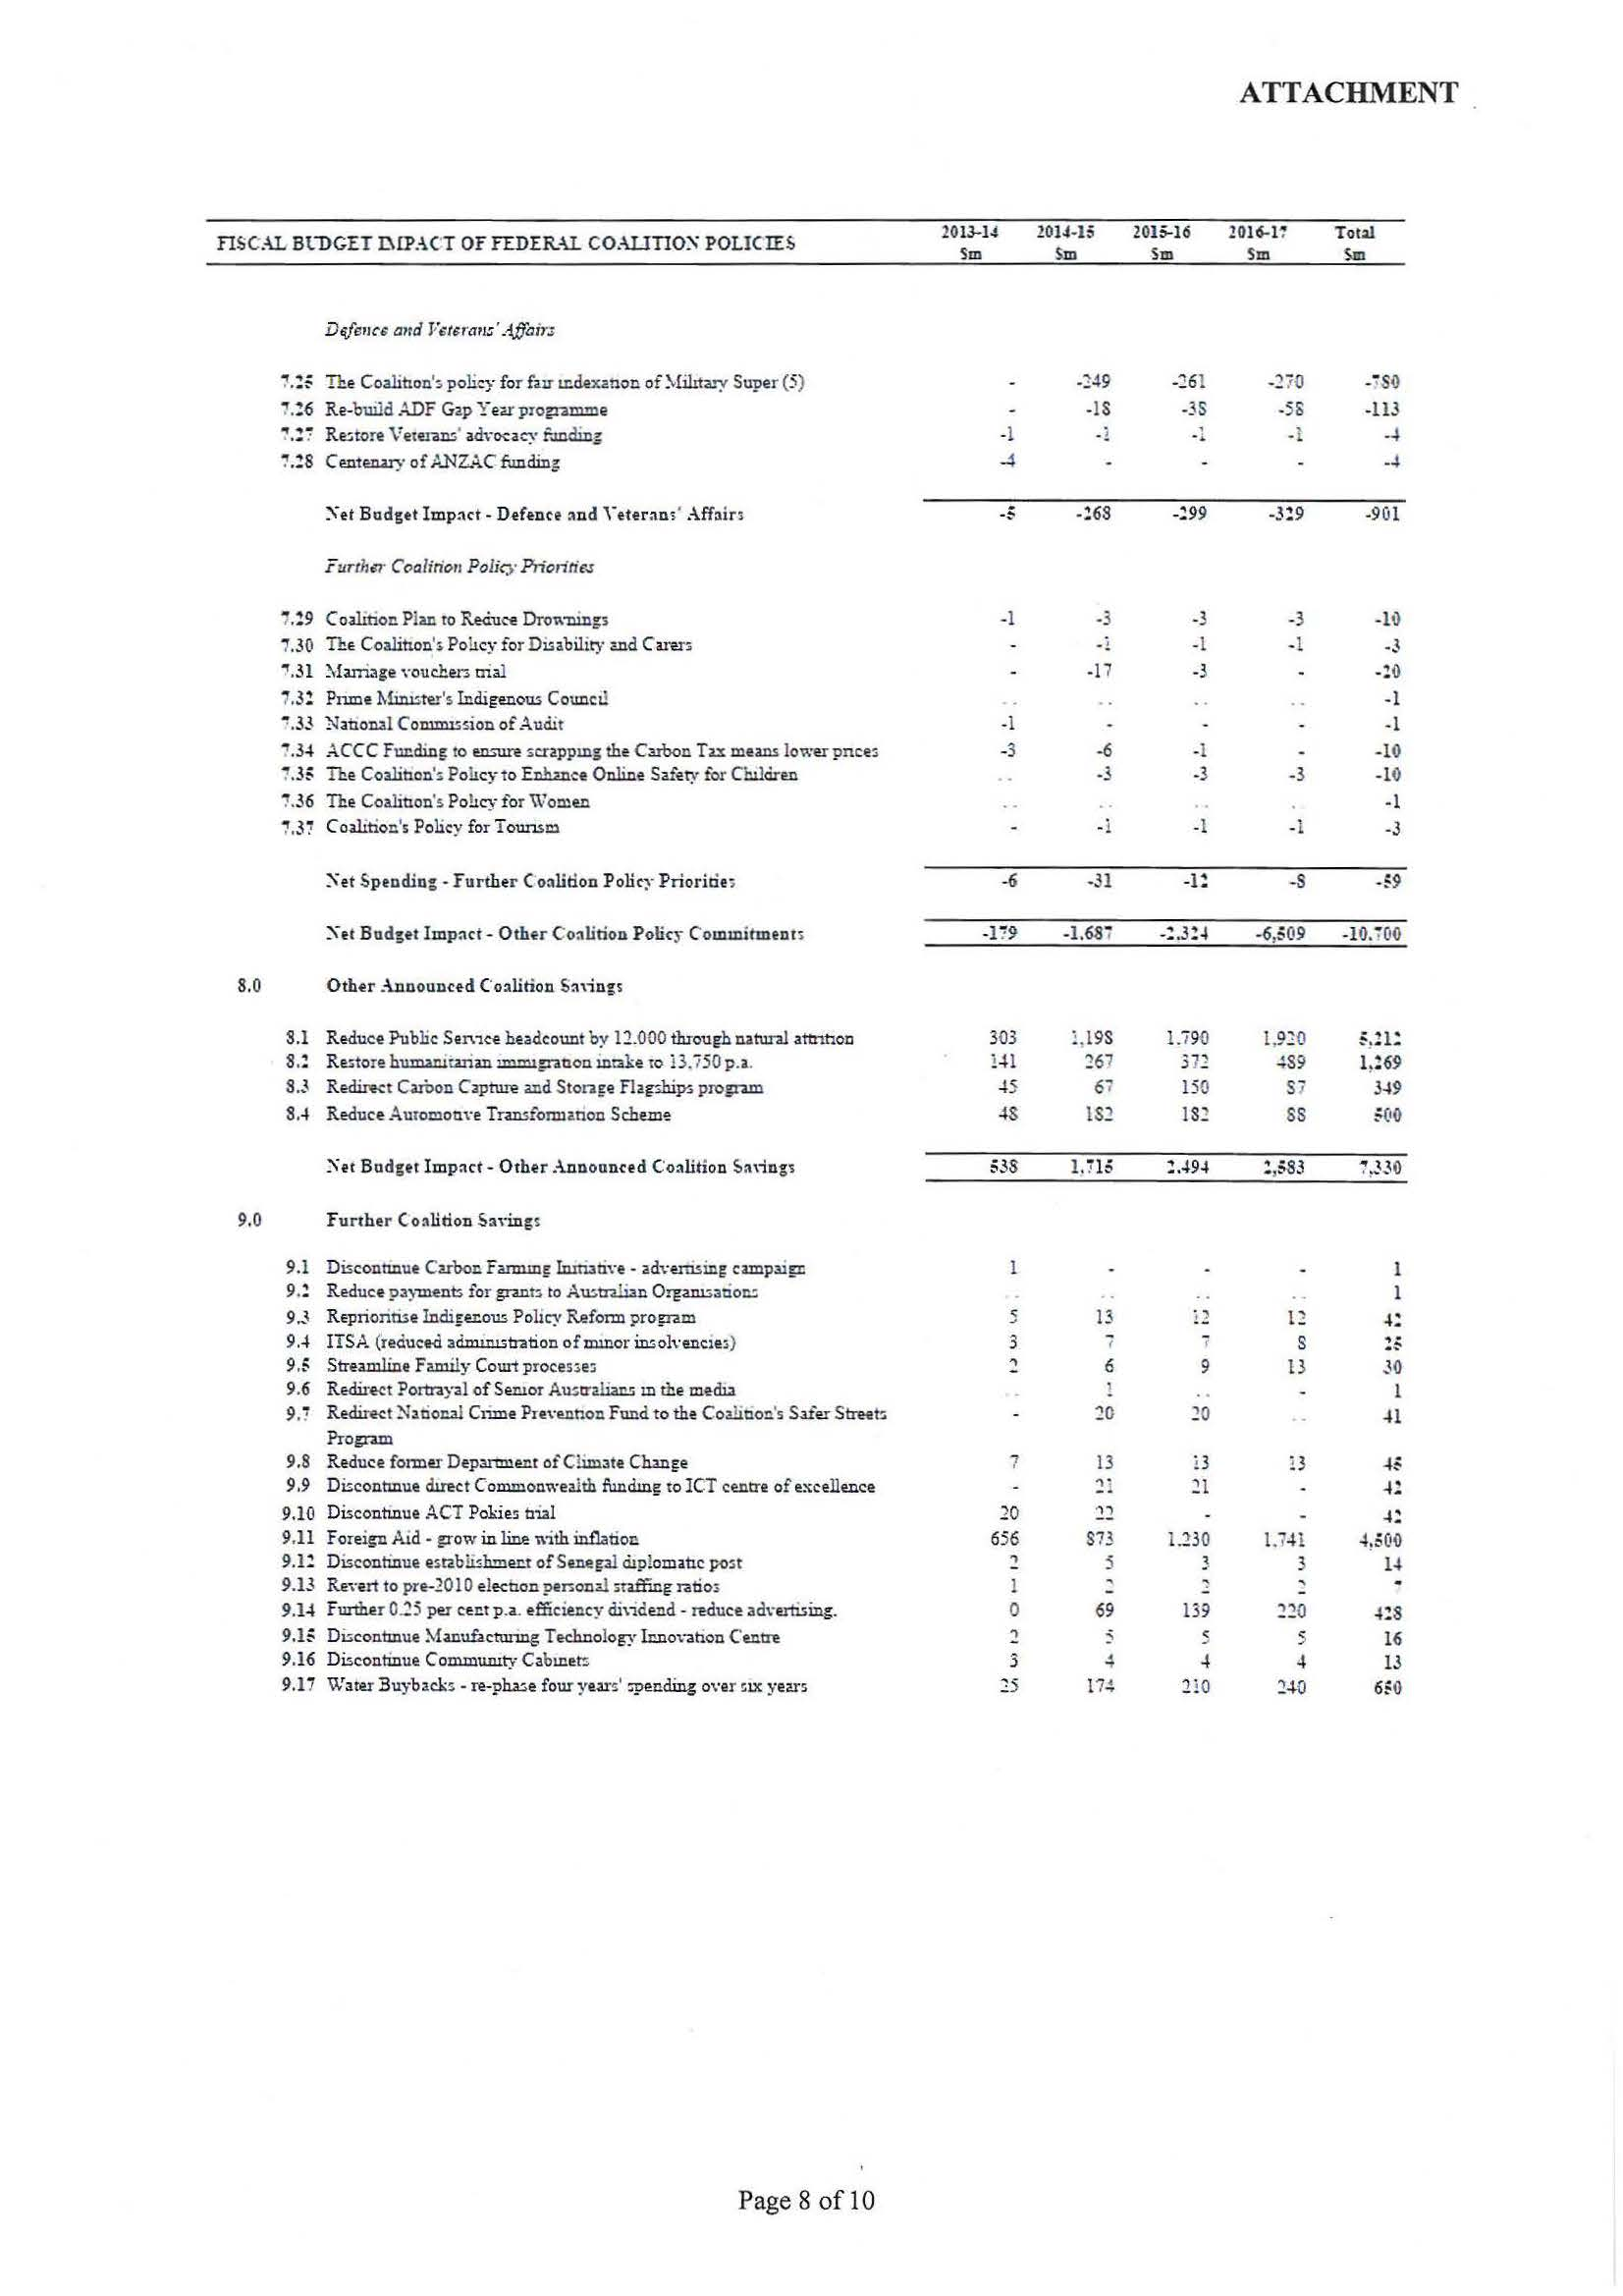 ATTACHMENT
FISCAL BUDGET IMPACT OF FEDERAL COALITION POLICIES 2013-14 2014-15 2015-16 2016-17 Total
$m $m $m $m $m
Defence and Veterans' Affairs
7.25 The Coalition's policy for fair indexation of Military Super (5) - -249 -261 -270 -780
7.26 Re-build ADF Gap Year programme - -18 -38 -58 -113
7.27 Restore Veterans' advocacy funding -1 -1 -1 -1 -4
7.28 Centenary of ANZAC funding -4 - - - -4
Net Budget Impact - Defence and Veterans' Affairs -5 -268 -299 -329 -901
Further Coalition Policy Priorities
7.29 Coalition Plan to Reduce Drownings -1 -3 -3 -3 -10
7.30 The Coalition's Policy for Disability and Carers - -1 -1 -1 -3
7.31 Marriage vouchers trial - -17 -3 - -20
7.32 Prime Minister's Indigenous Council .. .. .. .. -1
7.33 National Commission of Audit -1 - - - -1
7.34 ACCC Funding to ensure scrapping the Carbon Tax means lower prices -3 -6 -1 - -10
7.35 The Coalition's Policy to Enhance Online Safety for Children .. -3 -3 -3 -10
7.36 The Coalition's Policy for Women .. .. .. .. -1
7.37 Coalition's Policy for Tourism - -1 -1 -1 -3
Net Spending - Further Coalition Policy Priorities -6 -31 -12 -8 -59
Net Budget Impact - Other Coalition Policy Commitments -179 -1,687 -2,324 -6,509 -10,700
8.0 Other Announced Coalition Savings
8.1 Reduce Public Service headcount by 12,000 through natural attrition 303 1,198 1,790 1,920 5,212
8.2 Restore humanitarian immigration intake to 13,750 p.a. 141 267 372 489 1,269
8.3 Redirect Carbon Capture and Storage Flagships program 45 67 150 87 349
8.4 Reduce Automotive Transformation Scheme 48 182 182 88 500
Net Budget Impact - Other Announced Coalition Savings 538 1,715 2,494 2,583 7,330
9.0 Further Coalition Savings
9.1 Discontinue Carbon Farming Initiative - advertising campaign 1 - - - 1
9.2 Reduce payments for grants to Australian Organisations .. .. .. .. 1
9.3 Reprioritise Indigenous Policy Reform program 5 13 12 12 42
9.4 ITSA (reduced administration of minor insolvencies) 3 7 7 8 25
9.5 Streamline Family Court processes 2 6 9 13 30
9.6 Redirect Portrayal of Senior Australians in the media .. 1 .. - 1
9.7 Redirect National Crime Prevention Fund to the Coalition's Safer Streets - 20 20 .. 41
Program
9.8 Reduce former Department of Climate Change 7 13 13 13 45
9.9 Discontinue direct Commonwealth funding to ICT centre of excellence - 21 21 - 42
9.10 Discontinue ACT Pokies trial 20 22 - - 42
9.11 Foreign Aid - grow in line with inflation 656 873 1,230 1,741 4,500
9.12 Discontinue establishment of Senegal diplomatic post 2 5 3 3 14
9.13 Revert to pre-2010 election personal staffing ratios 1 2 2 2 7
9.14 Further 0.25 per cent p.a. efficiency dividend - reduce advertising. 0 69 139 220 428
9.15 Discontinue Manufacturing Technology Innovation Centre 2 5 5 5 16
9.16 Discontinue Community Cabinets 3 4 4 4 13
9.17 Water Buybacks - re-phase four years' spending over six years 25 174 210 240 650
Page 8 of 10